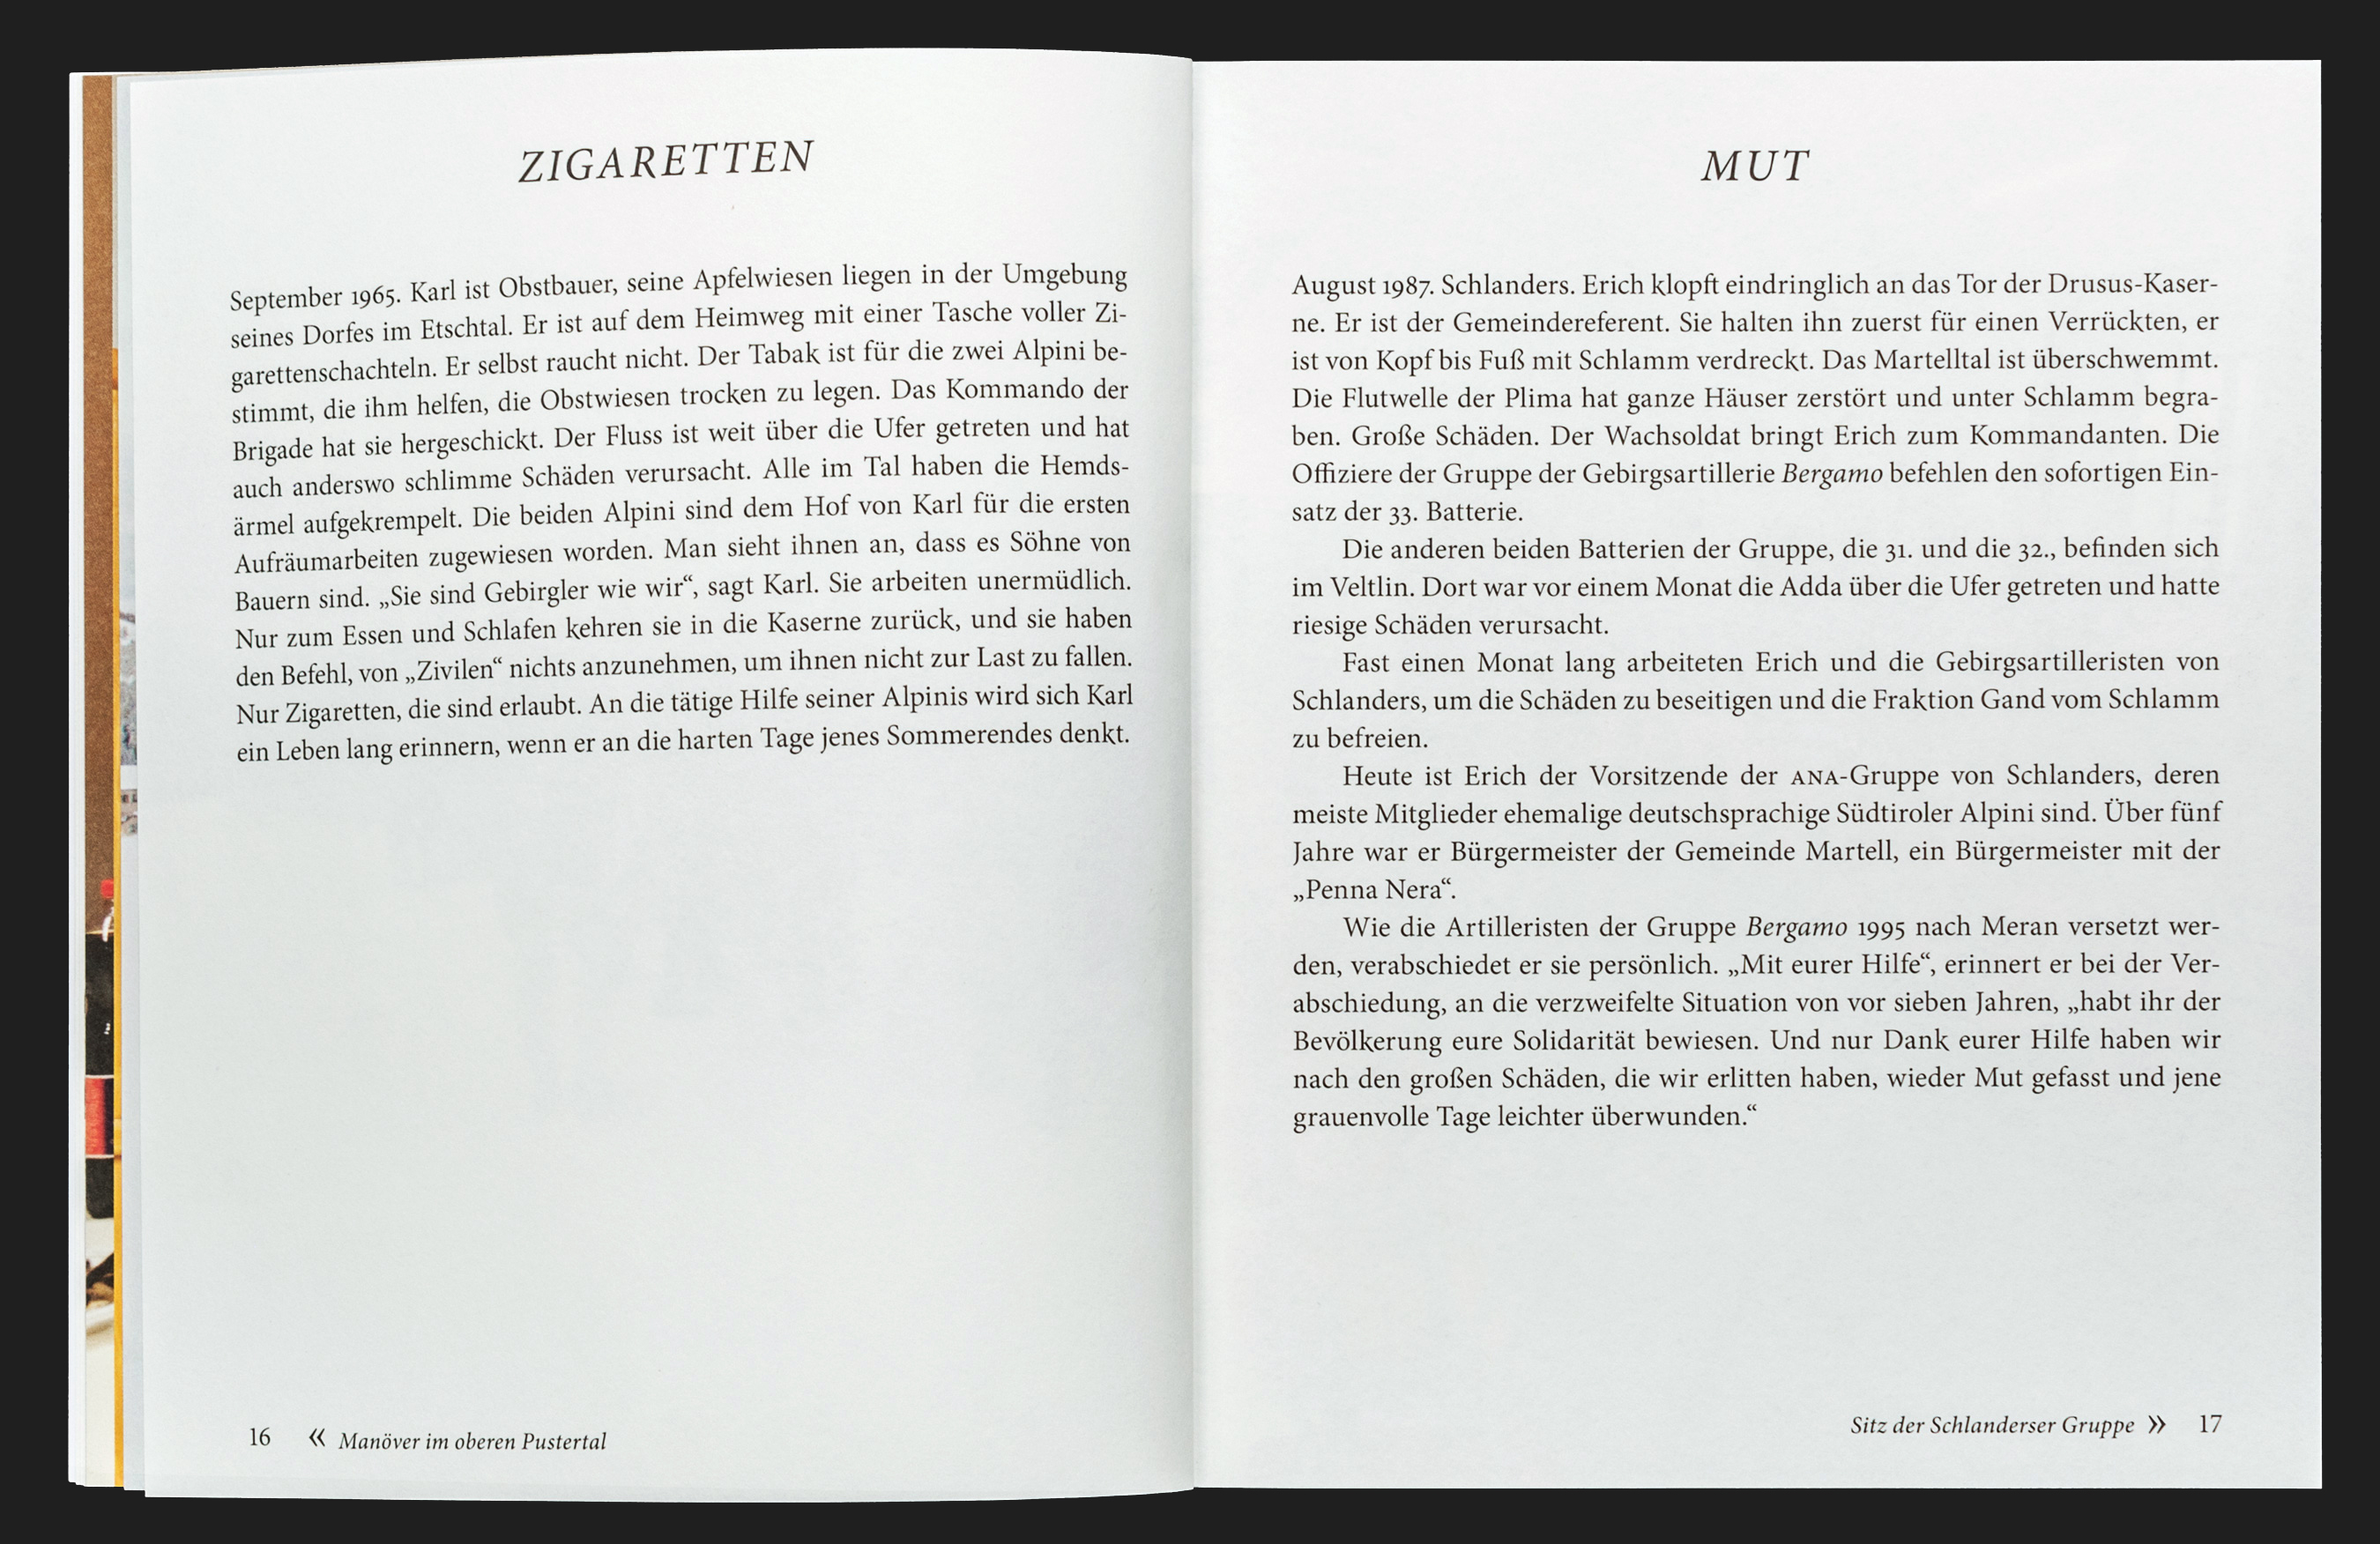 ZIGARETTEN
September 1965. Karl ist Obstbauer, seine Apfelwiesen liegen in der Umgebung
seines Dorfes im Etschtal. Er ist auf dem Heimweg mit einer Tasche voller Zi-
garettenschachteln. Er selbst raucht nicht. Der Tabak ist für die zwei Alpini be-
stimmt, die ihm helfen, die Obstwiesen trocken zu legen. Das Kommando der
Brigade hat sie hergeschickt. Der Fluss ist weit über die Ufer getreten und hat
auch anderswo schlimme Schäden verursacht. Alle im Tal haben die Hemds-
ärmel aufgekrempelt. Die beiden Alpini sind dem Hof von Karl für die ersten
Aufräumarbeiten zugewiesen worden. Man sieht ihnen an, dass es Söhne von
Bauern sind. „Sie sind Gebirgler wie wir“, sagt Karl. Sie arbeiten unermüdlich.
Nur zum Essen und Schlafen kehren sie in die Kaserne zurück, und sie haben
den Befehl, von „Zivilen“ nichts anzunehmen, um ihnen nicht zur Last zu fallen.
Nur Zigaretten, die sind erlaubt. An die tätige Hilfe seiner Alpinis wird sich Karl
ein Leben lang erinnern, wenn er an die harten Tage jenes Sommerendes denkt.
16 « Manöver im oberen Pustertal
MUT
August 1987. Schlanders. Erich klopft eindringlich an das Tor der Drusus-Kaser-
ne. Er ist der Gemeindereferent. Sie halten ihn zuerst für einen Verrückten, er
ist von Kopf bis Fuß mit Schlamm verdreckt. Das Martelltal ist überschwemmt.
Die Flutwelle der Plima hat ganze Häuser zerstört und unter Schlamm begra-
ben. Große Schäden. Der Wachsoldat bringt Erich zum Kommandanten. Die
Offiziere der Gruppe der Gebirgsartillerie Bergamo befehlen den sofortigen Ein-
satz der 33. Batterie.
Die anderen beiden Batterien der Gruppe, die 31. und die 32., befinden sich
im Veltlin. Dort war vor einem Monat die Adda über die Ufer getreten und hatte
riesige Schäden verursacht.
Fast einen Monat lang arbeiteten Erich und die Gebirgsartilleristen von
Schlanders, um die Schäden zu beseitigen und die Fraktion Gand vom Schlamm
zu befreien.
Heute ist Erich der Vorsitzende der ANA-Gruppe von Schlanders, deren
meiste Mitglieder ehemalige deutschsprachige Südtiroler Alpini sind. Über fünf
Jahre war er Bürgermeister der Gemeinde Martell, ein Bürgermeister mit der
„Penna Nera“.
Wie die Artilleristen der Gruppe Bergamo 1995 nach Meran versetzt wer-
den, verabschiedet er sie persönlich. „Mit eurer Hilfe“, erinnert er bei der Ver-
abschiedung, an die verzweifelte Situation von vor sieben Jahren, „habt ihr der
Bevölkerung eure Solidarität bewiesen. Und nur Dank eurer Hilfe haben wir
nach den großen Schäden, die wir erlitten haben, wieder Mut gefasst und jene
grauenvolle Tage leichter überwunden.“
Sitz der Schlanderser Gruppe » 17